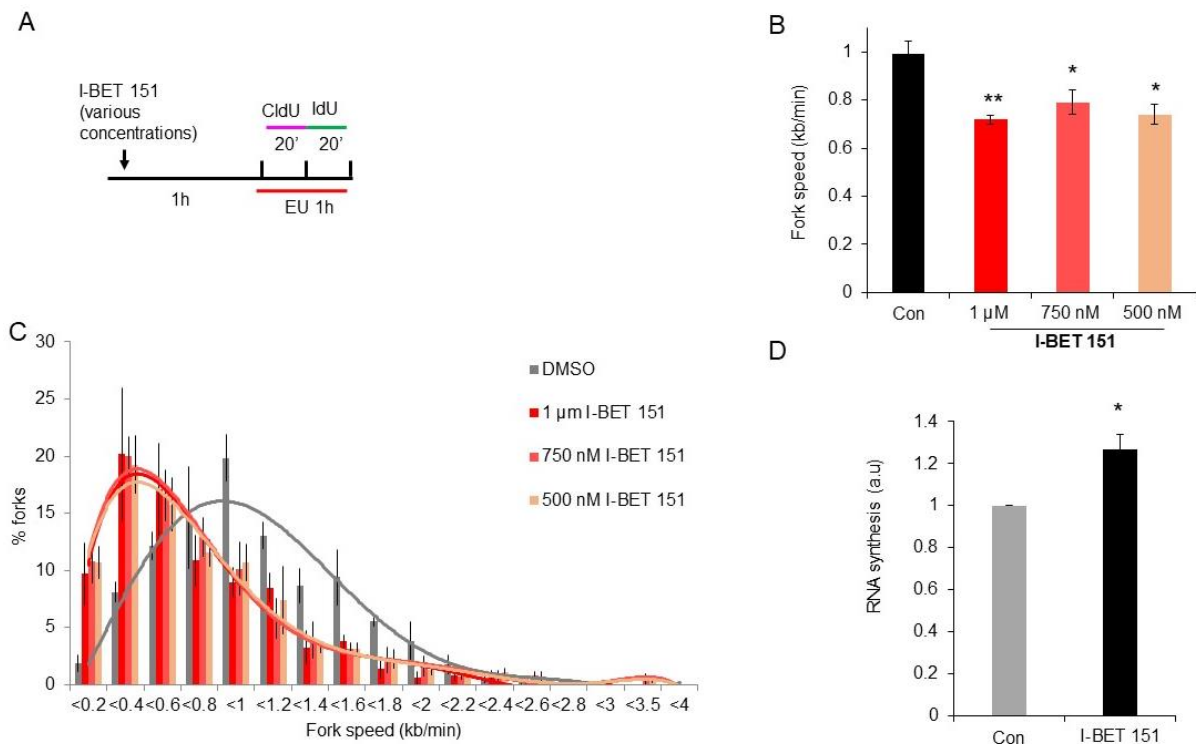 A
I-BET 151
(various
concentrations)
CldU IdU
20' 20'
1h
EU 1h
B
Fork speed (kb/min)
1
0.8
0.6
0.4
0.2
0
**
*
*
Con 1 µM 750 nM 500 nM
I-BET 151
C
% forks
30
25
20
15
10
5
0
DMSO
1 µm I-BET 151
750 nM I-BET 151
500 nM I-BET 151
<0.2 <0.4 <0.6 <0.8 <1 <1.2 <1.4 <1.6 <1.8 <2 <2.2 <2.4 <2.6 <2.8 <3 <3.5 <4
Fork speed (kb/min)
D
RNA synthesis (a.u)
1.4
1.2
1
0.8
0.6
0.4
0.2
0
*
Con I-BET 151